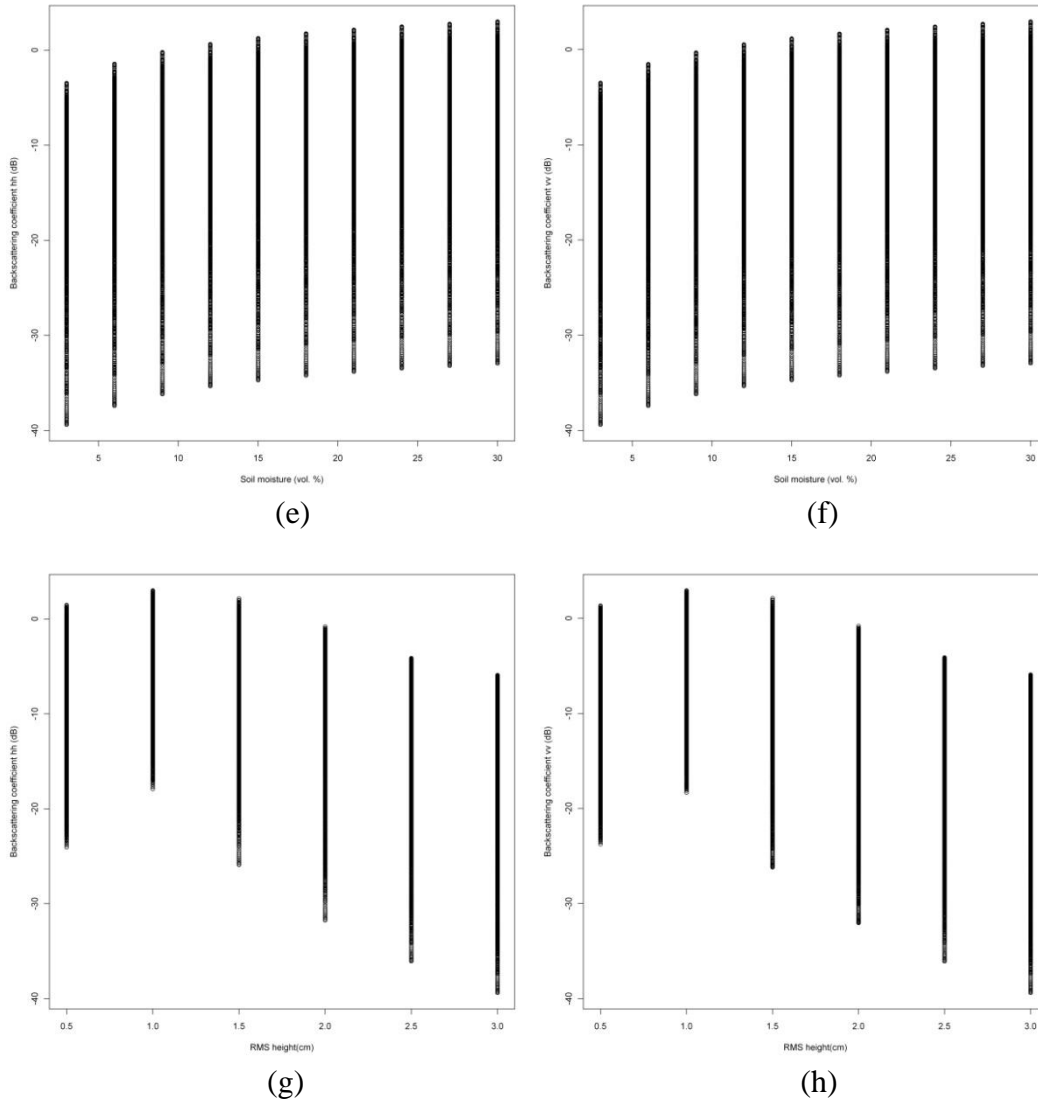 0
-10
-20
-30
-40
Backscattering coefficient hh (dB)
5 10 15 20 25 30
Soil moisture (vol. %)
(e)
0
-10
-20
-30
-40
Backscattering coefficient vv (dB)
5 10 15 20 25 30
Soil moisture (vol. %)
(f)
0
-10
-20
-30
-40
Backscattering coefficient hh (dB)
0.5 1.0 1.5 2.0 2.5 3.0
RMS height(cm)
(g)
0
-10
-20
-30
-40
Backscattering coefficient vv (dB)
0.5 1.0 1.5 2.0 2.5 3.0
RMS height(cm)
(h)